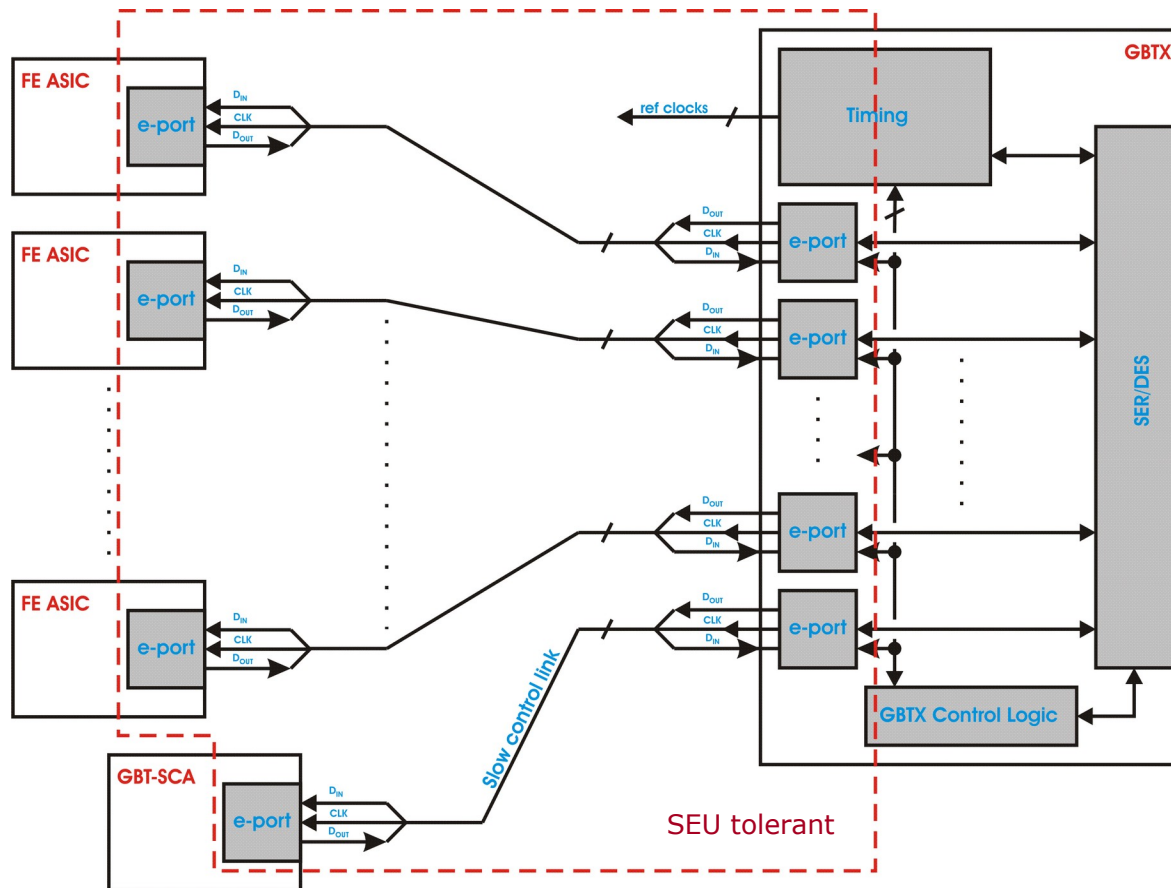 GBTX
FE ASIC
e-port
DIN
CLK
DOUT
ref clocks
Timing
DOUT
CLK
DIN
e-port
FE ASIC
e-port
DIN
CLK
DOUT
DOUT
CLK
DIN
e-port
SER/DES
DOUT
CLK
DIN
e-port
FE ASIC
e-port
DIN
CLK
DOUT
DOUT
CLK
DIN
e-port
Slow control link
GBTX Control Logic
GBT-SCA
e-port
DIN
CLK
DOUT
SEU tolerant